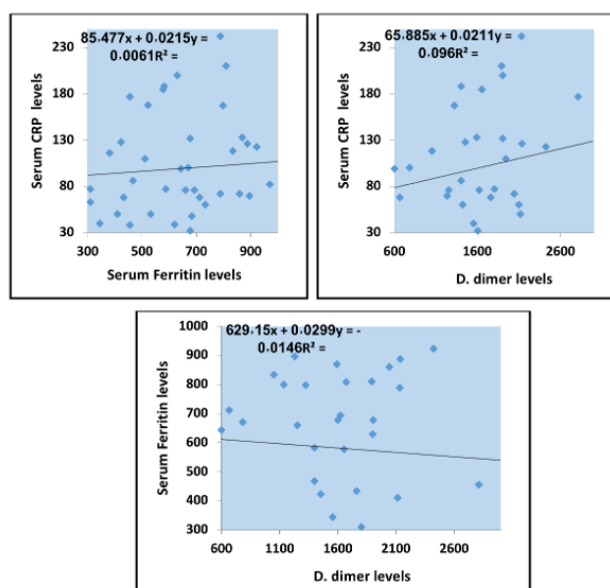 85.477x + 0.0215y =
0.0061R² =
230
180
130
80
30
300
500
700
900
Serum CRP levels
Serum Ferritin levels
65.885x + 0.0211y =
0.096R² =
230
180
130
80
30
600
1600
2600
Serum CRP levels
D. dimer levels
629.15x + 0.0299y = -
0.0146R² =
1000
900
800
700
600
500
400
300
600
1100
1600
2100
2600
Serum Ferritin levels
D. dimer levels